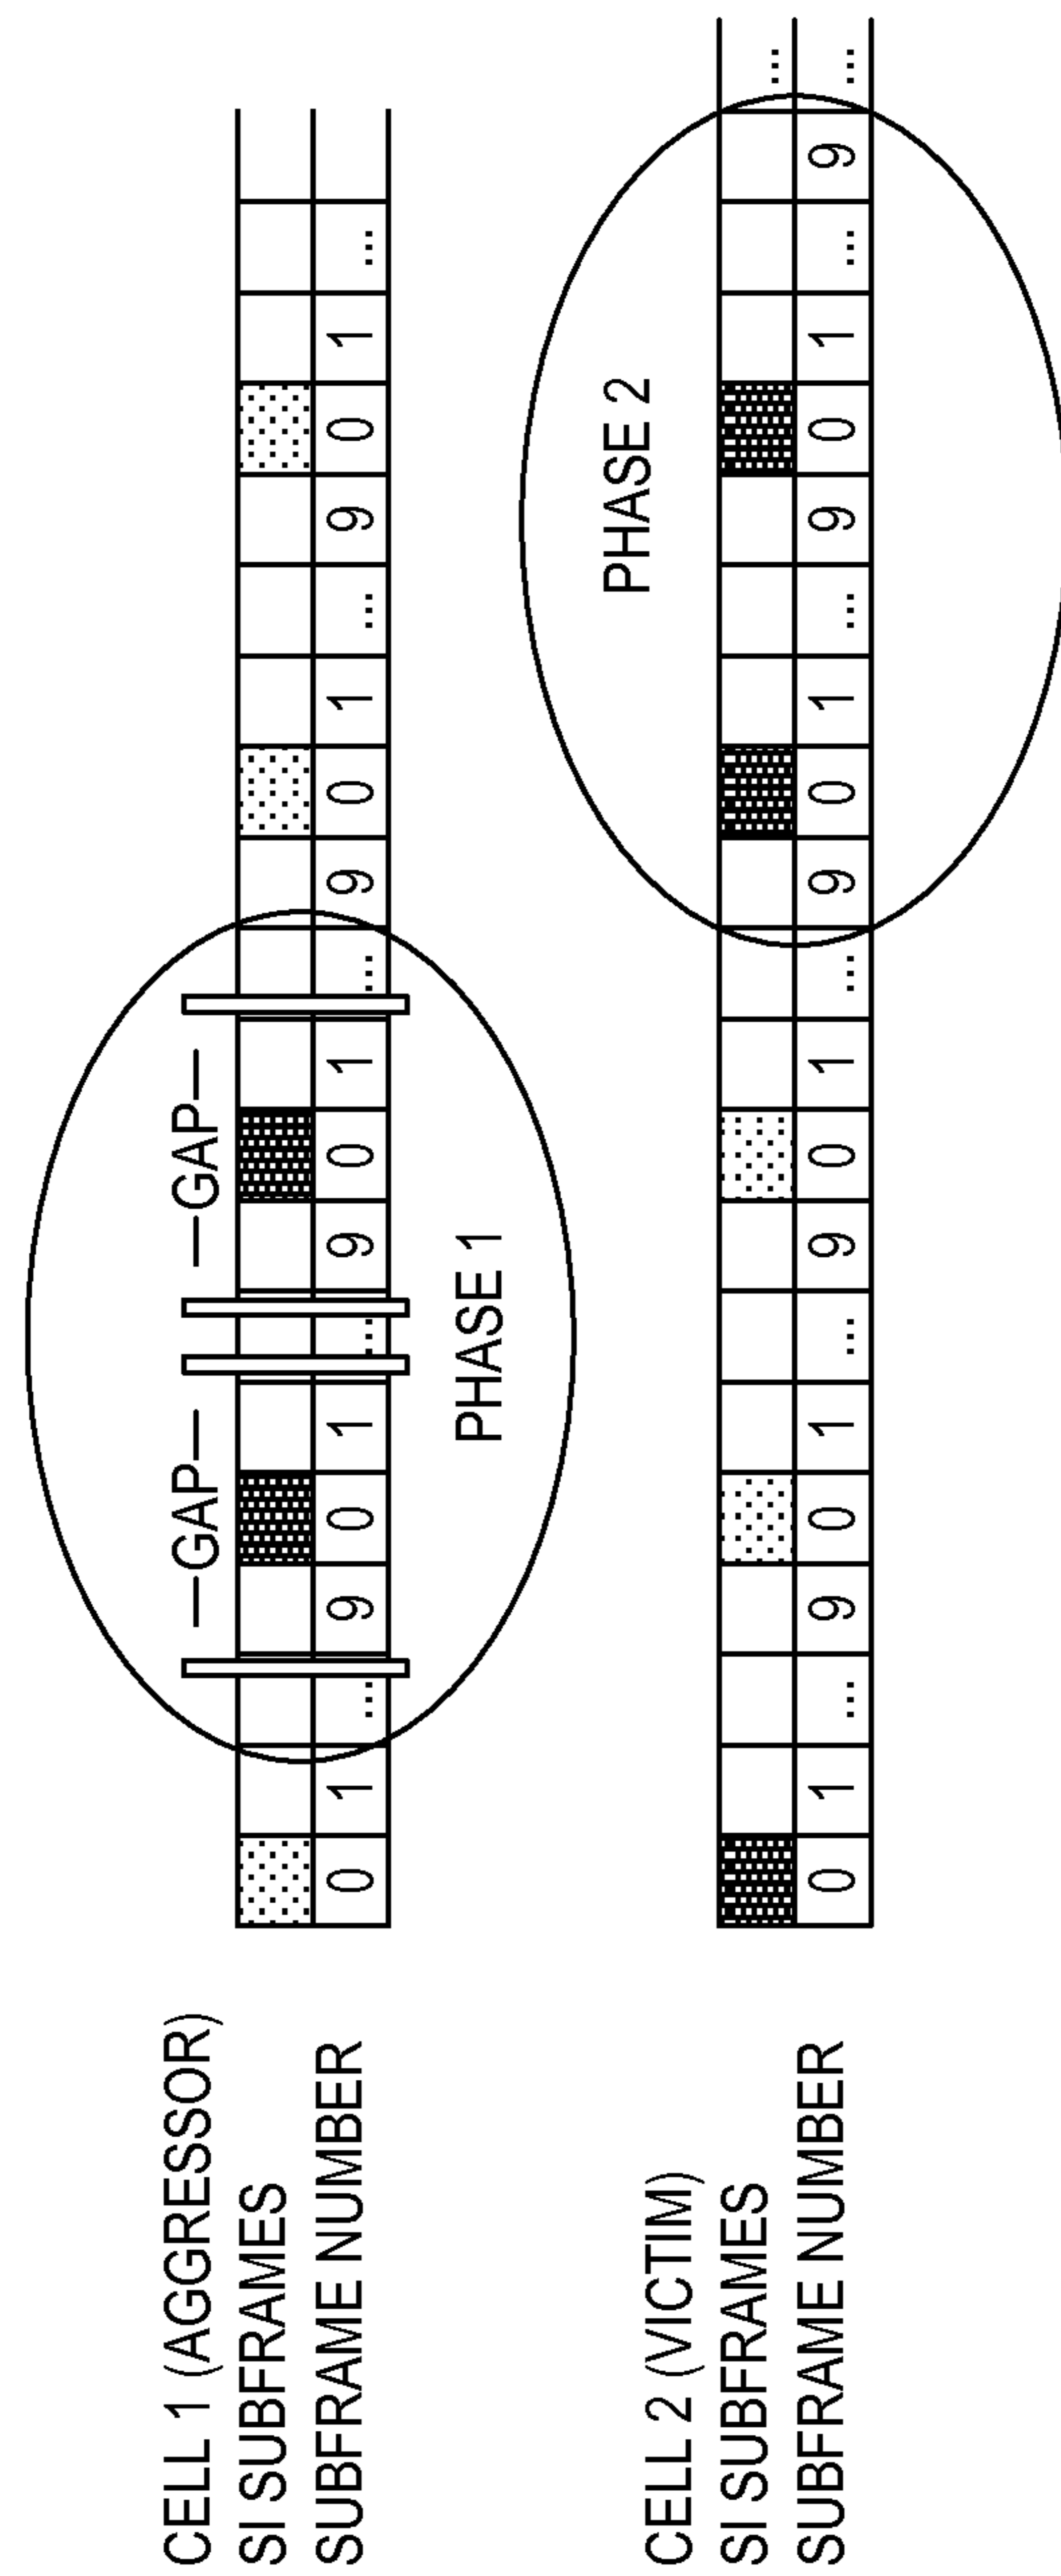 —GAP— —GAP—
CELL 1 (AGGRESSOR)
SI SUBFRAMES
SUBFRAME NUMBER 0 1 ... 9 0 1 ... 9 0 1 ... 9 0 1 ... 9 0 1 ...
PHASE 1
PHASE 2
CELL 2 (VICTIM)
SI SUBFRAMES ...
SUBFRAME NUMBER 0 1 ... 9 0 1 ... 9 0 1 ... 9 0 1 ... 9 0 1 ... 9 ...